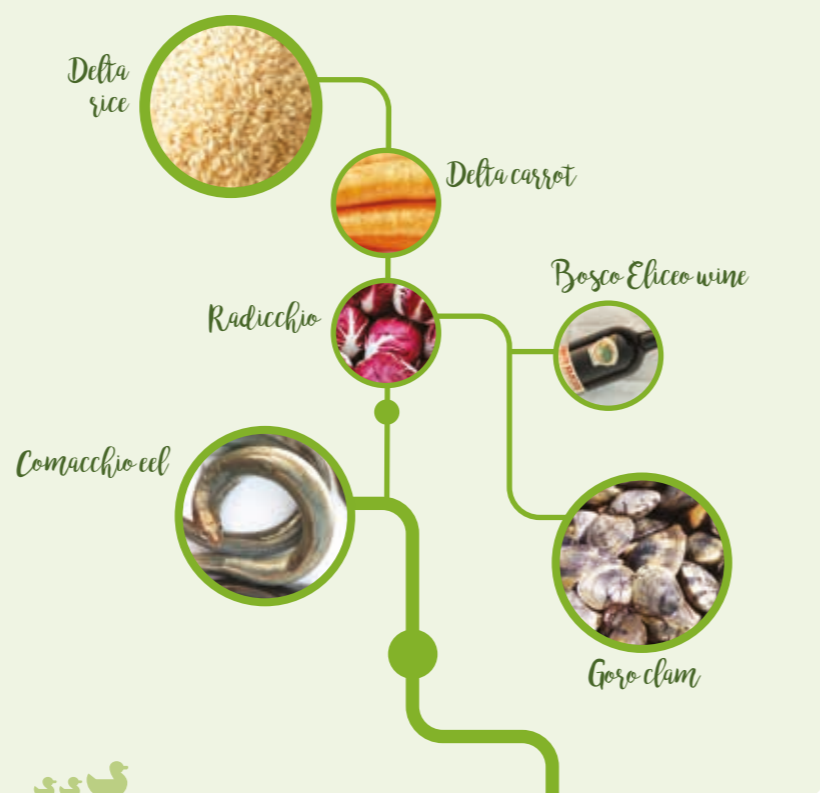 Delta
rice
Delta carrot
Bosco Eliceo wine
Radicchio
Comacchio eel
Goro clam